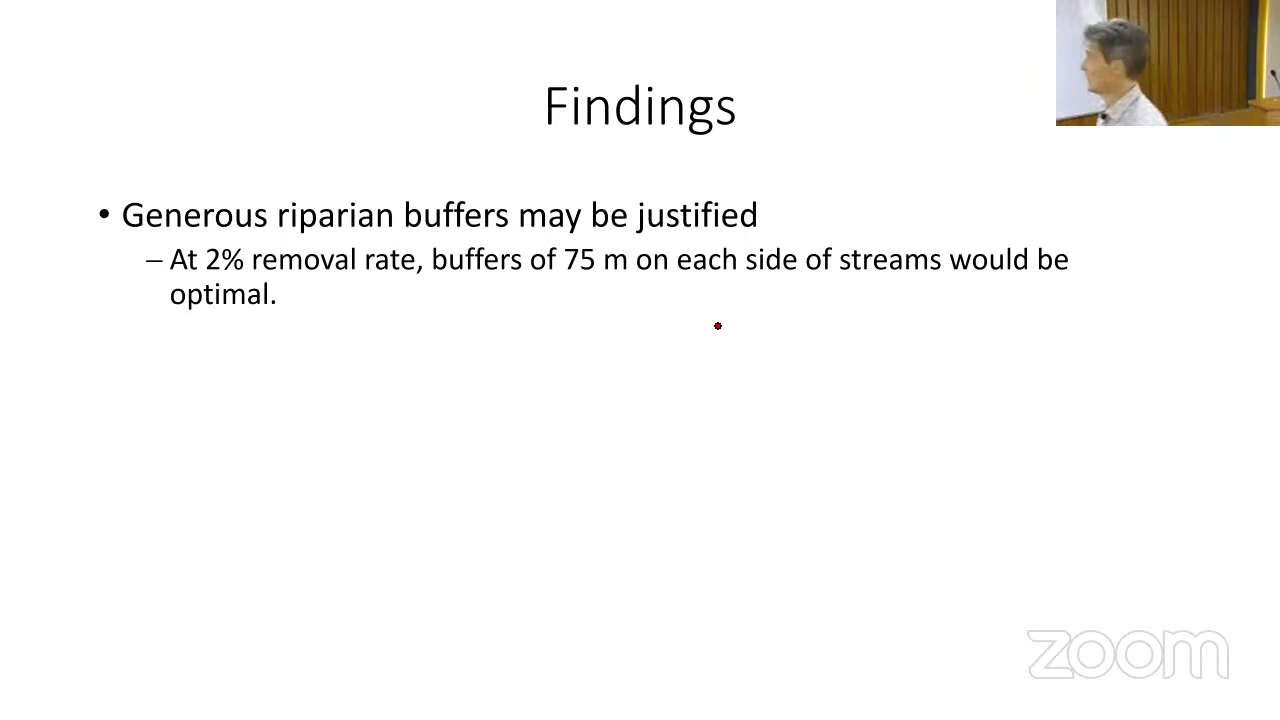 Findings
• Generous riparian buffers may be justified
– At 2% removal rate, buffers of 75 m on each side of streams would be
optimal.
zoom